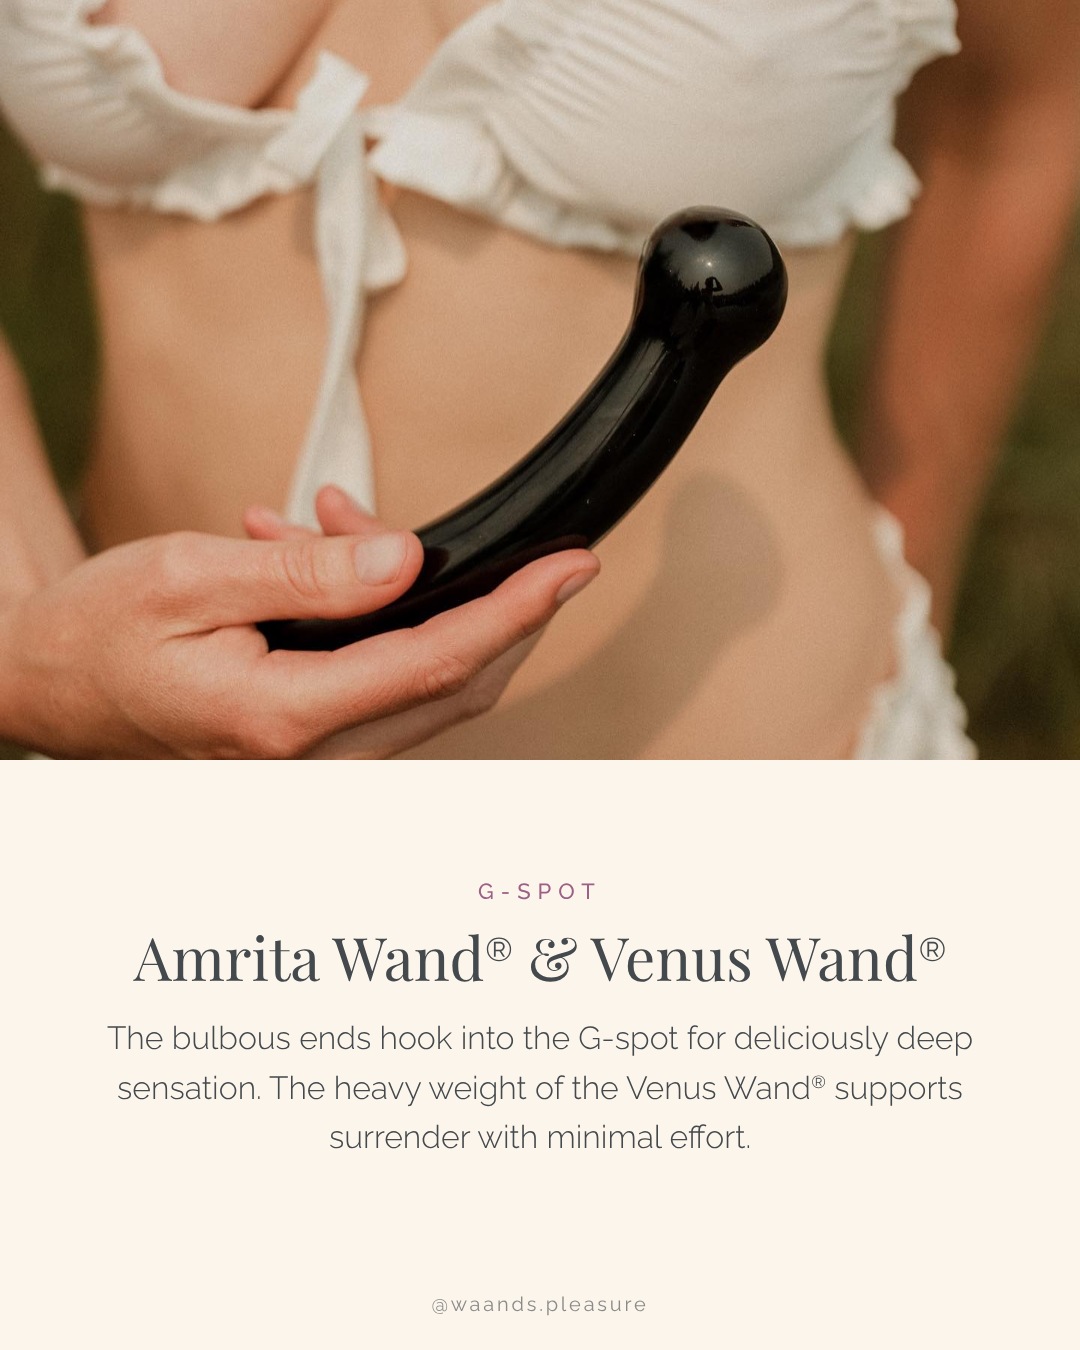 G-SPOT
Amrita Wand® & Venus Wand®
The bulbous ends hook into the G-spot for deliciously deep
sensation. The heavy weight of the Venus Wand® supports
surrender with minimal effort.
@waands.pleasure